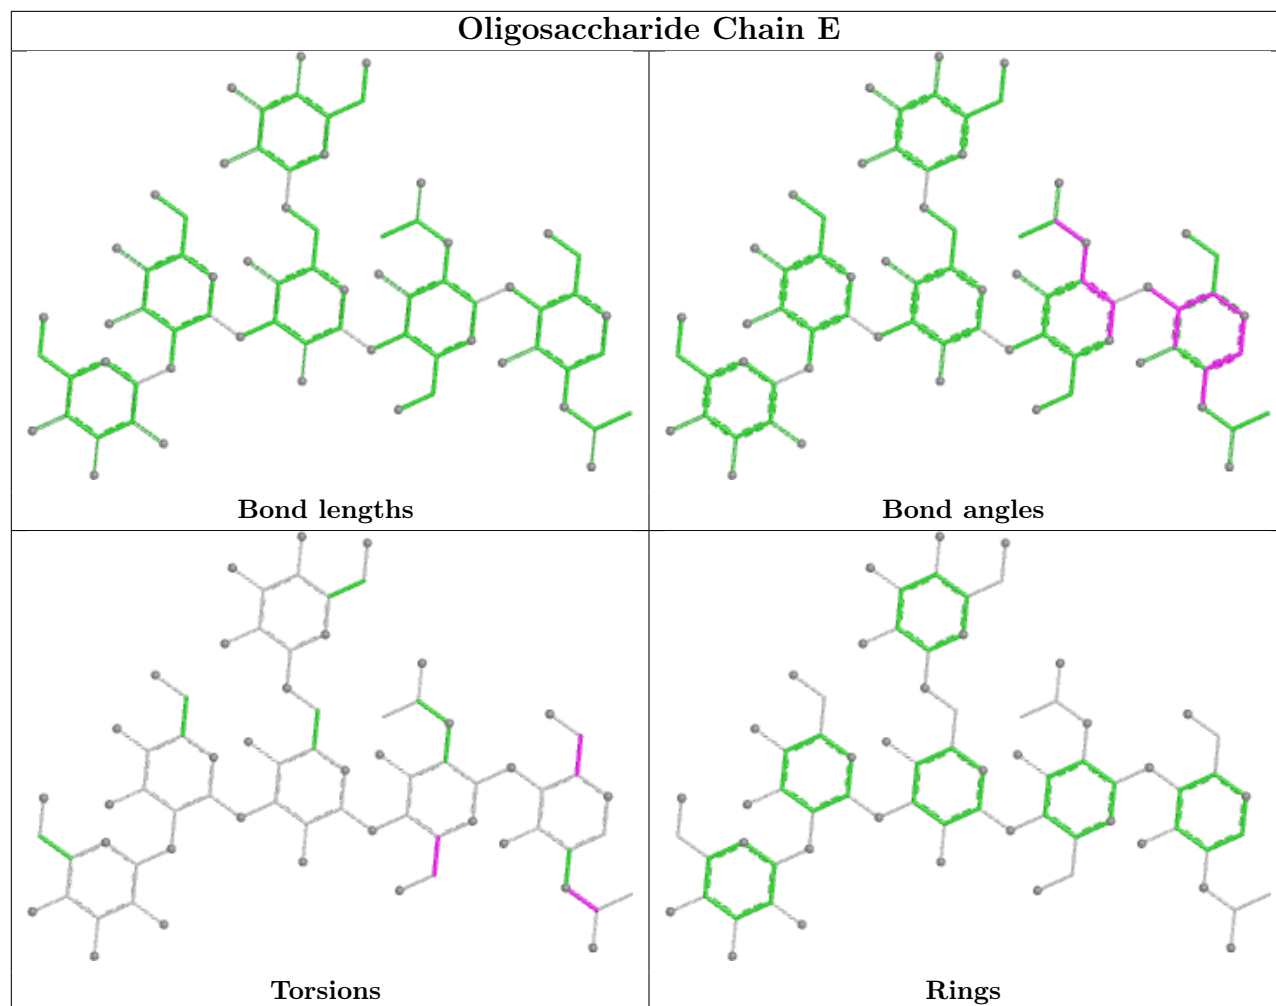 Oligosaccharide Chain E
Bond lengths
Bond angles
Torsions
Rings